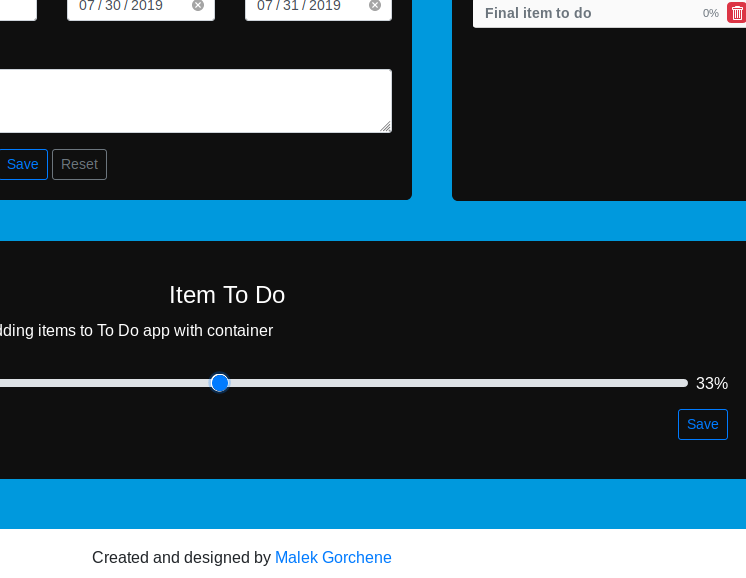 07 / 30 / 2019 07 / 31 / 2019
Final item to do 0%
Save Reset
Item To Do
dding items to To Do app with container
33%
Save
Created and designed by Malek Gorchene